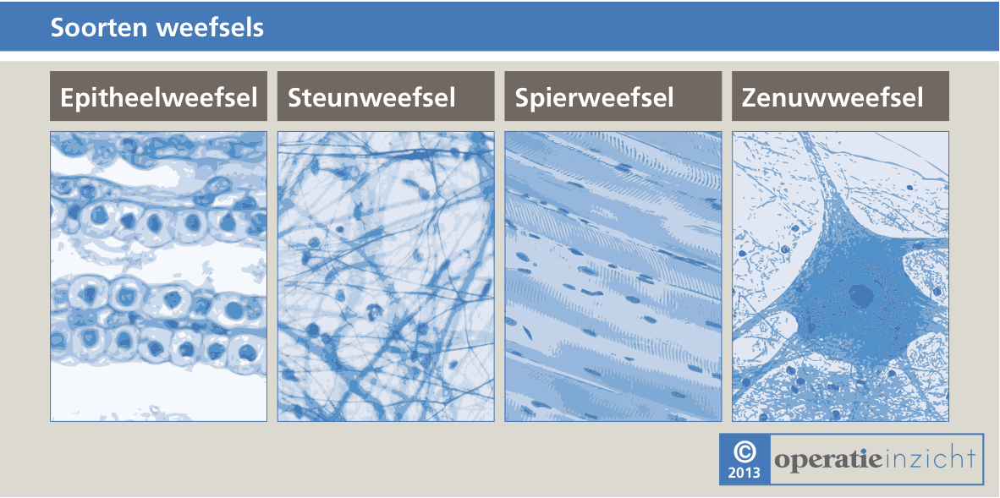 Soorten weefsels
Epitheelweefsel
Steunweefsel
Spierweefsel
Zenuwweefsel
© operatieinzicht
2013